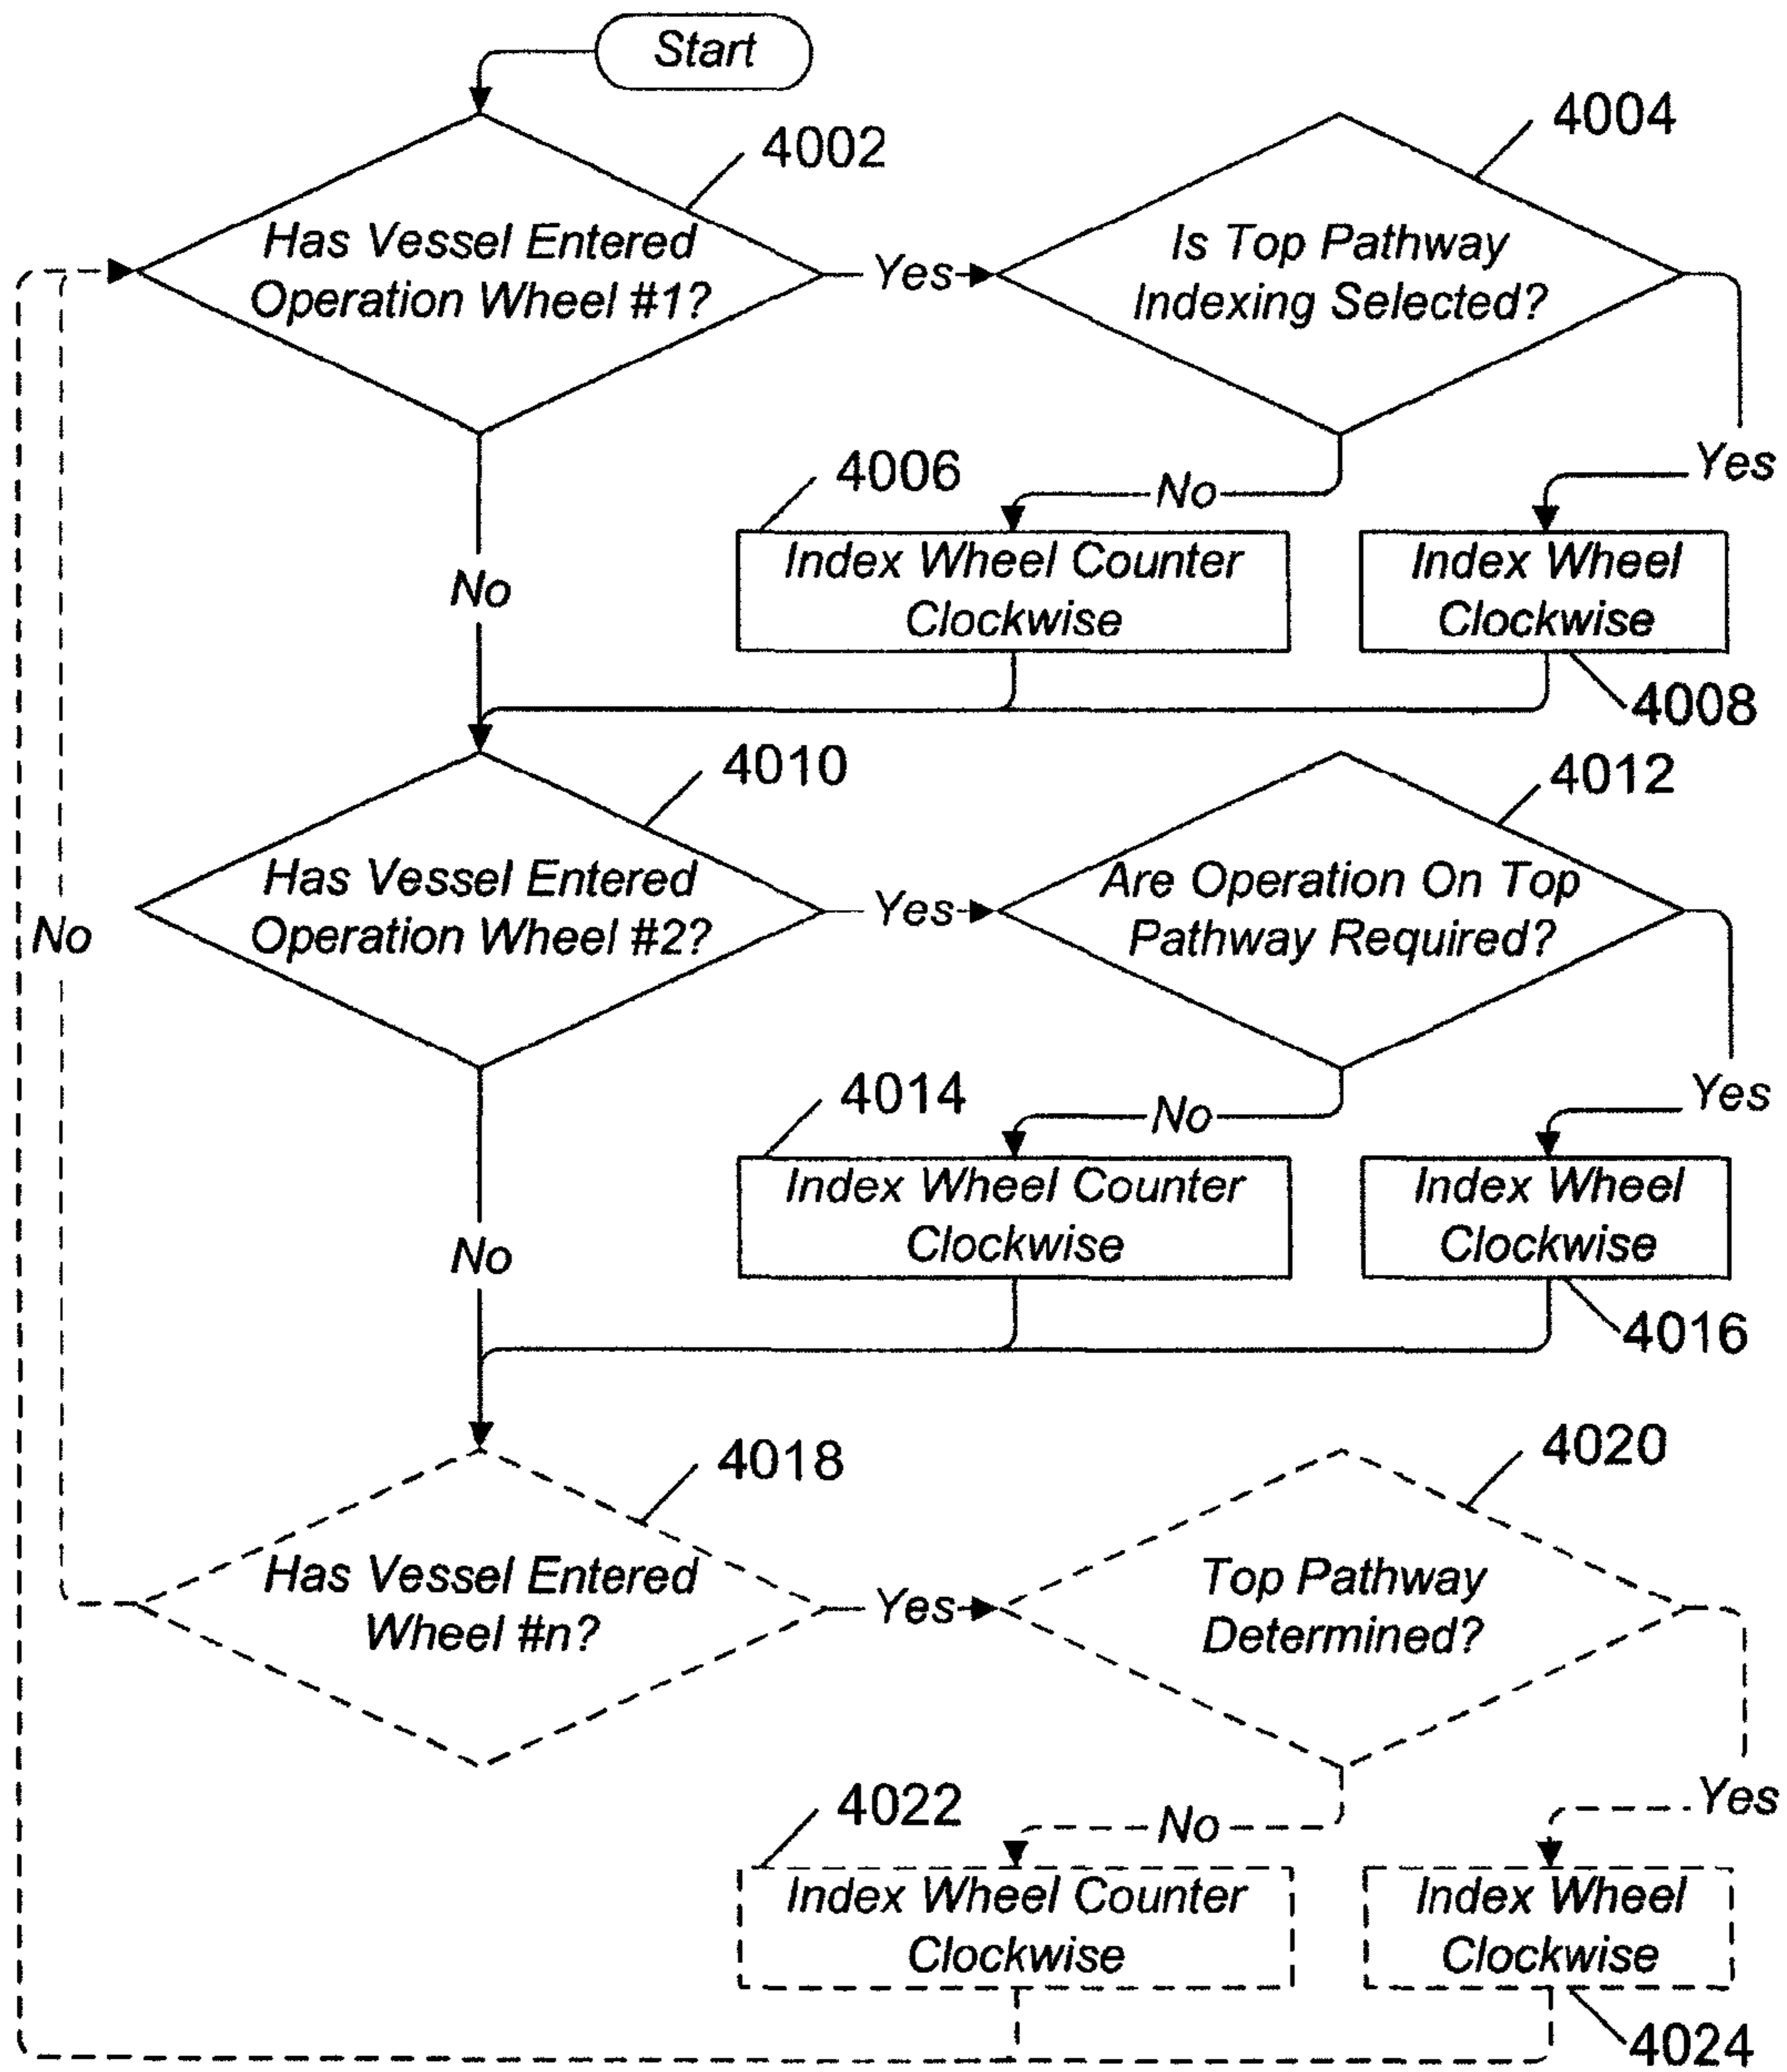 Start
4002
4004
Has Vessel Entered
Operation Wheel #1?
Yes
Is Top Pathway
Indexing Selected?
Yes
4006
No
Index Wheel Counter
Clockwise
Index Wheel
Clockwise
No
4008
4010
4012
Has Vessel Entered
Operation Wheel #2?
Yes
Are Operation On Top
Pathway Required?
No
Yes
4014
No
Index Wheel Counter
Clockwise
Index Wheel
Clockwise
No
4016
4018
4020
Has Vessel Entered
Wheel #n?
Yes
Top Pathway
Determined?
Yes
4022
No
Index Wheel Counter
Clockwise
Index Wheel
Clockwise
4024